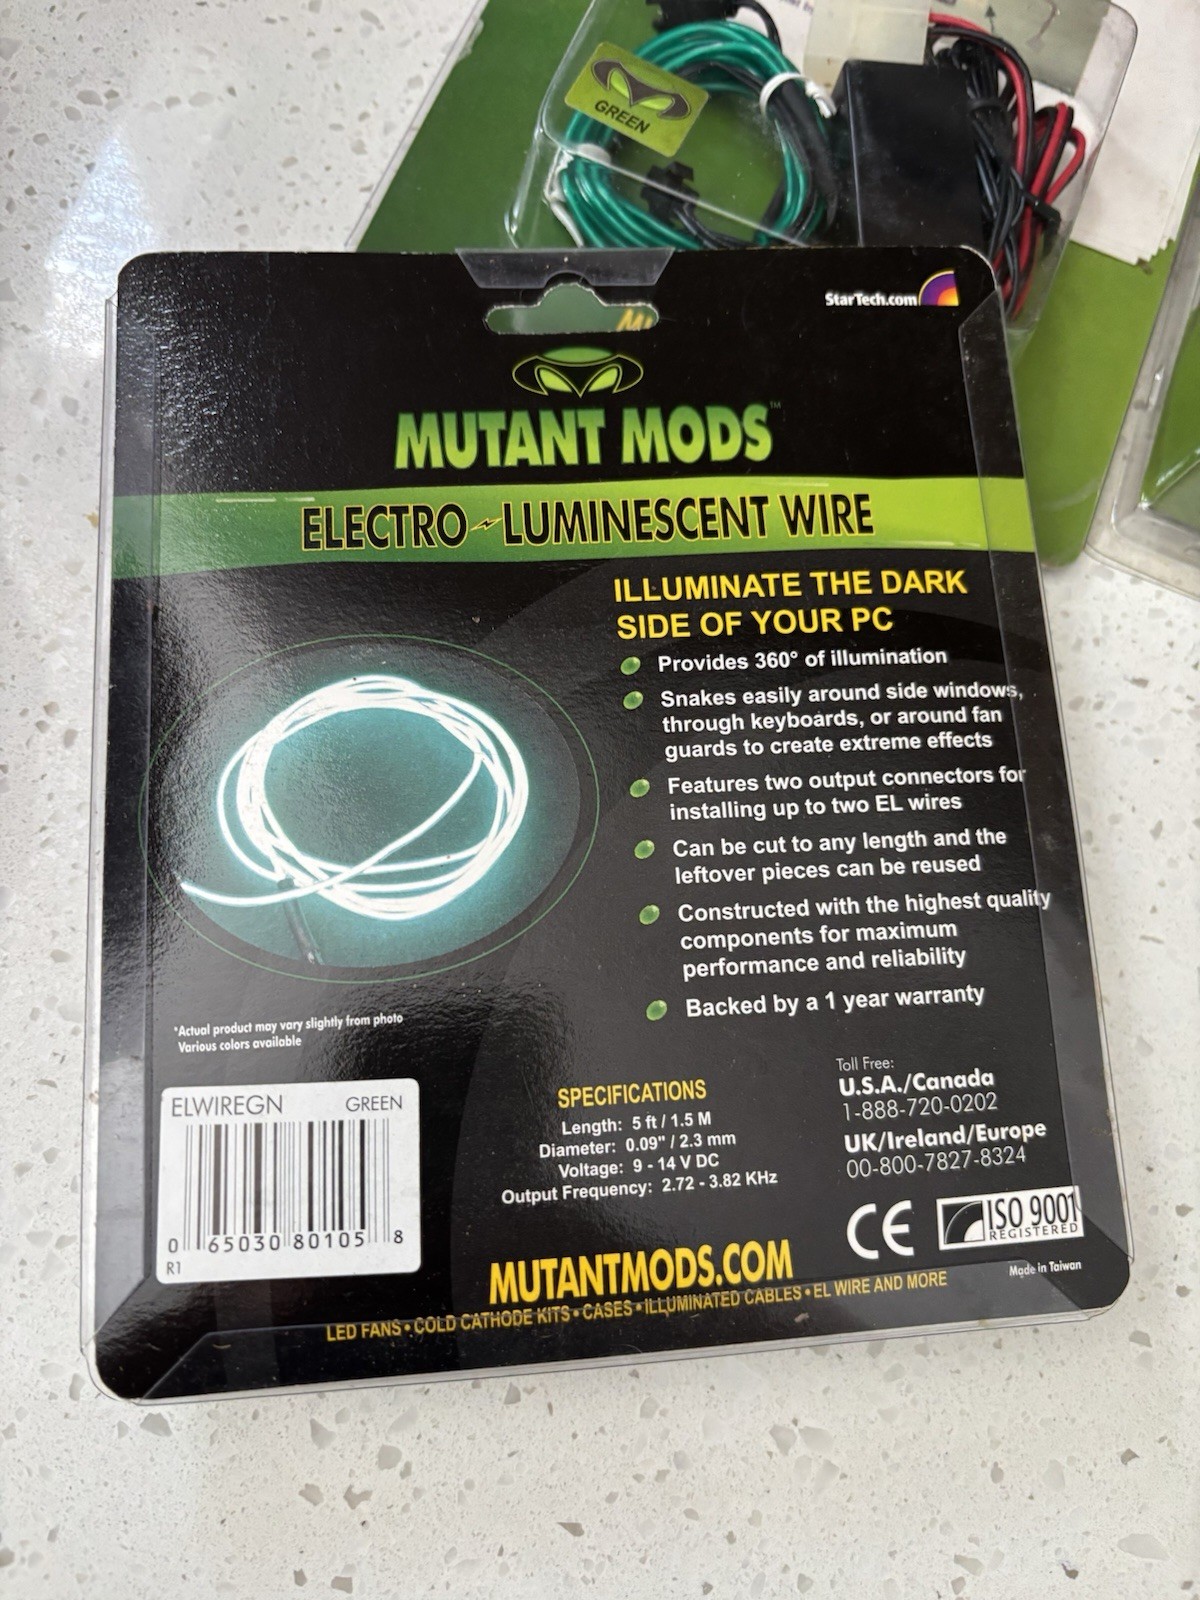 GREEN
StarTech.com
MUTANT MODS™
ELECTRO-LUMINESCENT WIRE
ILLUMINATE THE DARK
SIDE OF YOUR PC
Provides 360° of illumination
Snakes easily around side windows,
through keyboards, or around fan
guards to create extreme effects
Features two output connectors for
installing up to two EL wires
Can be cut to any length and the
leftover pieces can be reused
Constructed with the highest quality
components for maximum
performance and reliability
Backed by a 1 year warranty
*Actual product may vary slightly from photo
Various colors available
ELWIREGN GREEN
0 65030 80105 8
R1
SPECIFICATIONS
Length: 5 ft / 1.5 M
Diameter: 0.09" / 2.3 mm
Voltage: 9 - 14 V DC
Output Frequency: 2.72 - 3.82 KHz
Toll Free:
U.S.A./Canada
1-888-720-0202
UK/Ireland/Europe
00-800-7827-8324
CE
ISO 9001
REGISTERED
Made in Taiwan
MUTANTMODS.COM
LED FANS • COLD CATHODE KITS • CASES • ILLUMINATED CABLES • EL WIRE AND MORE